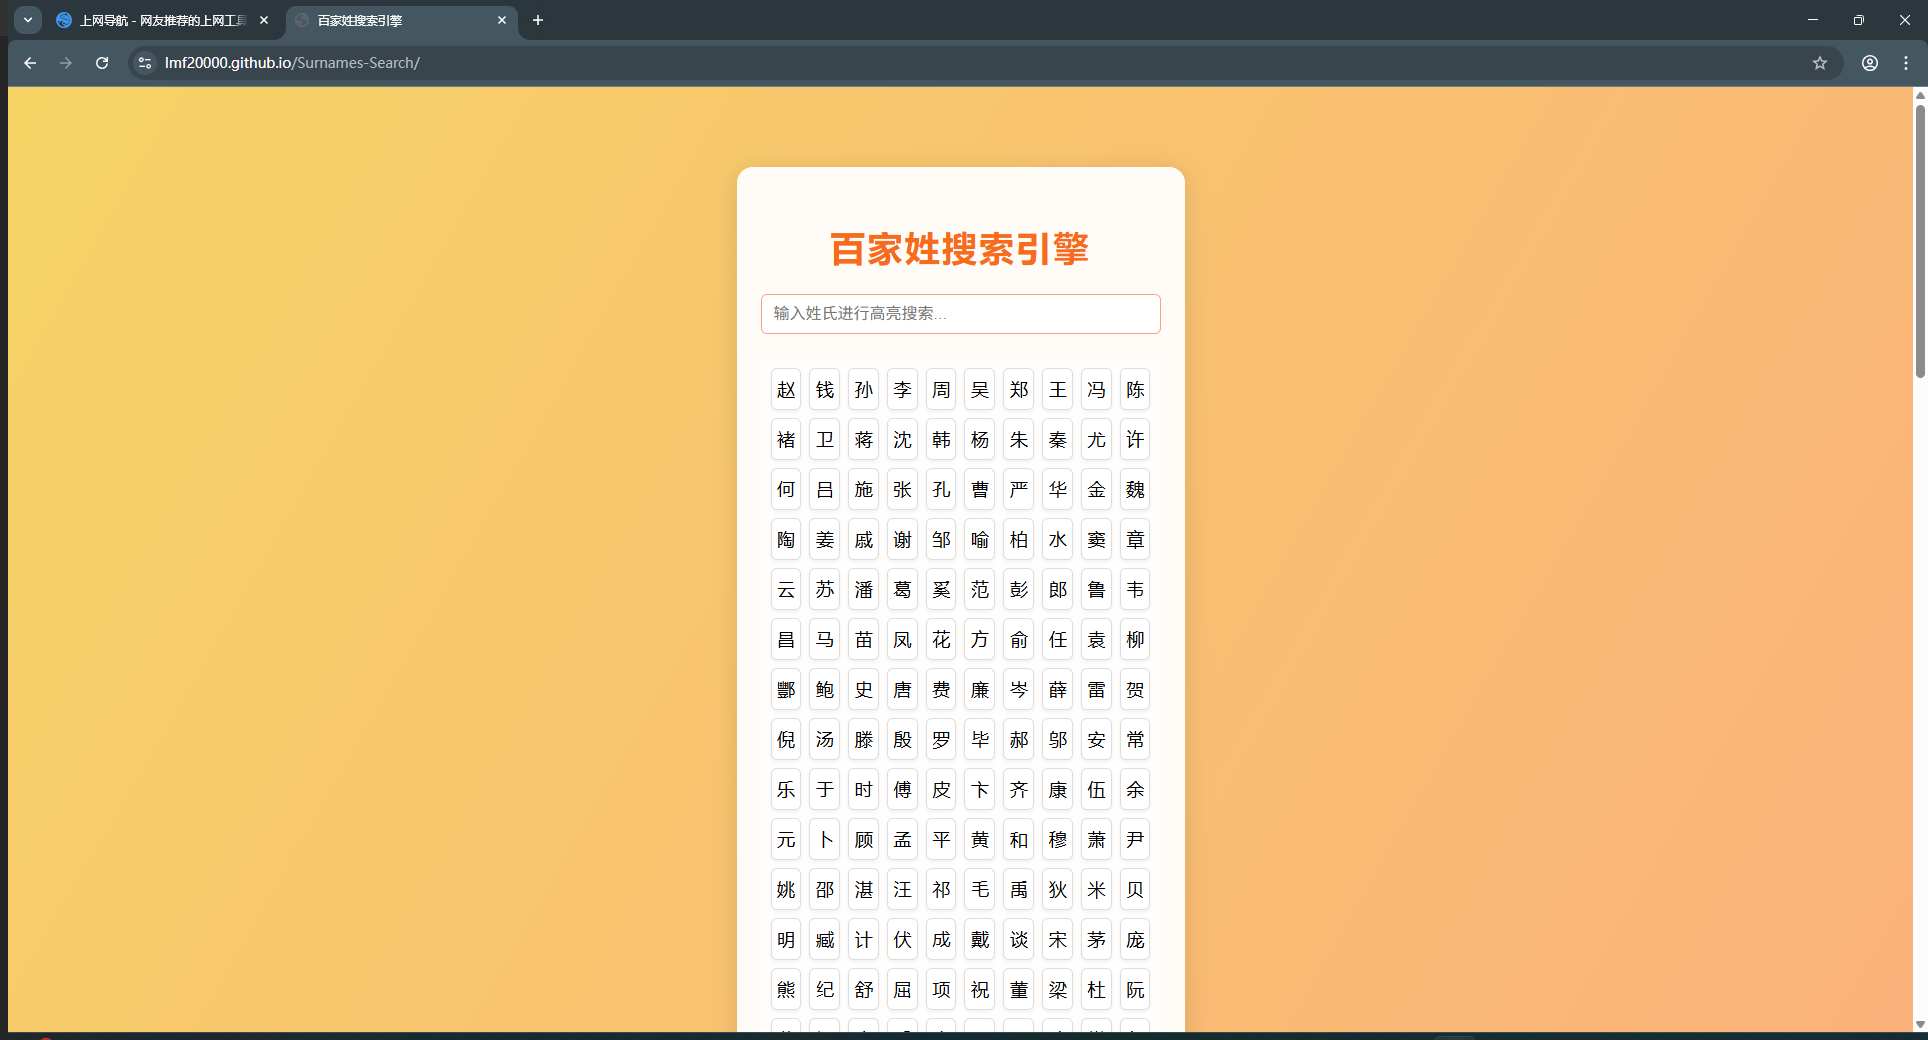 上网导航 - 网友推荐的上网工具
百家姓搜索引擎
lmf20000.github.io/Surnames-Search/
百家姓搜索引擎
输入姓氏进行高亮搜索...
赵 钱 孙 李 周 吴 郑 王 冯 陈
褚 卫 蒋 沈 韩 杨 朱 秦 尤 许
何 吕 施 张 孔 曹 严 华 金 魏
陶 姜 戚 谢 邹 喻 柏 水 窦 章
云 苏 潘 葛 奚 范 彭 郎 鲁 韦
昌 马 苗 凤 花 方 俞 任 袁 柳
酆 鲍 史 唐 费 廉 岑 薛 雷 贺
倪 汤 滕 殷 罗 毕 郝 邬 安 常
乐 于 时 傅 皮 卞 齐 康 伍 余
元 卜 顾 孟 平 黄 和 穆 萧 尹
姚 邵 湛 汪 祁 毛 禹 狄 米 贝
明 臧 计 伏 成 戴 谈 宋 茅 庞
熊 纪 舒 屈 项 祝 董 梁 杜 阮